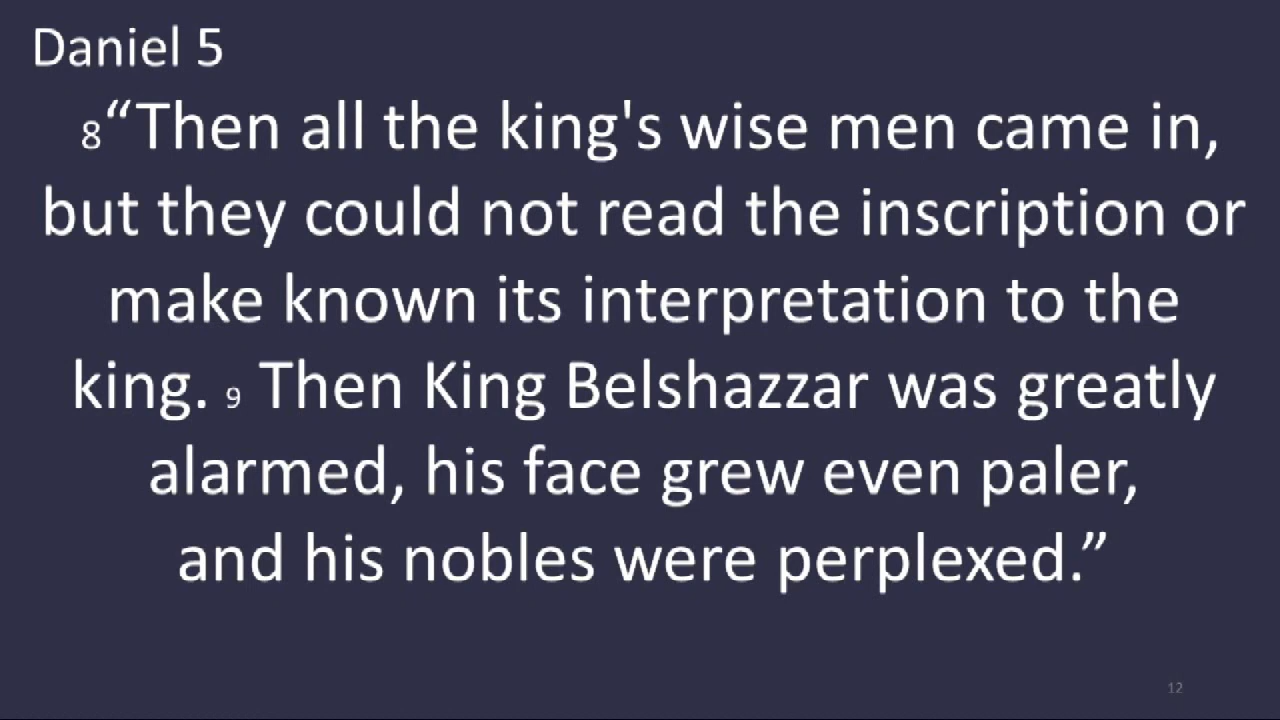 Daniel 5
8“Then all the king's wise men came in,
but they could not read the inscription or
make known its interpretation to the
king. 9 Then King Belshazzar was greatly
alarmed, his face grew even paler,
and his nobles were perplexed.”
12